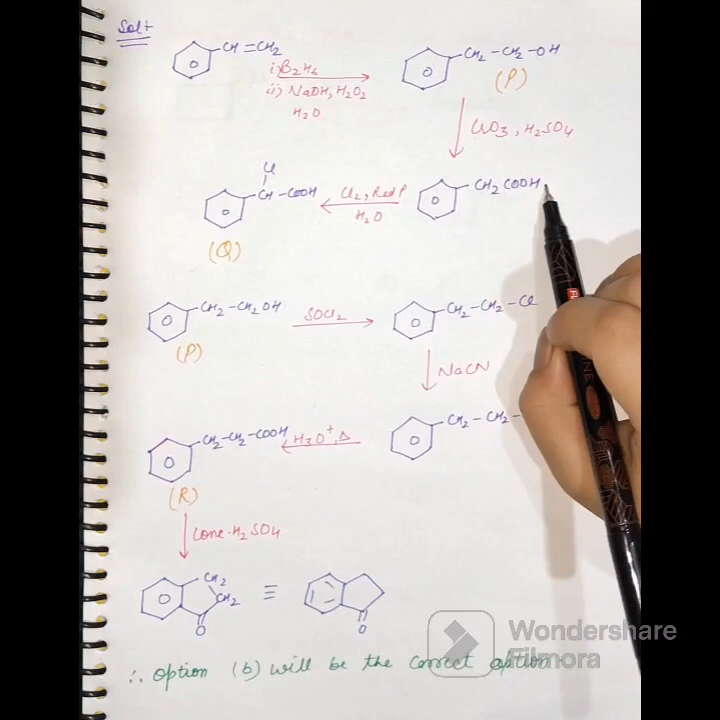 Sol+
CH=CH2
i) B2H6
ii) NaOH, H2O2
H2O
CH2-CH2-OH
(P)
CrO3, H2SO4
CH2COOH
Cl2, Red P
H2O
Cl
CH-COOH
(Q)
CH2-CH2OH
(P)
SOCl2
CH2-CH2-Cl
NaCN
CH2-CH2-
H3O+, Δ
CH2-CH2-COOH
(R)
Conc. H2SO4
CH2
CH2
O
≡
O
∴ option (b) will be the correct option
Wondershare
Filmora